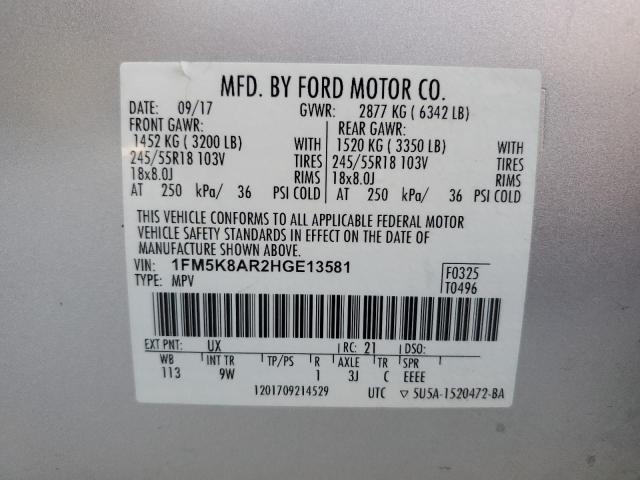 MFD. BY FORD MOTOR CO.
DATE: 09/17 GVWR: 2877 KG ( 6342 LB)
FRONT GAWR: REAR GAWR:
1452 KG ( 3200 LB) WITH 1520 KG ( 3350 LB) WITH
245/55R18 103V TIRES 245/55R18 103V TIRES
18x8.0J RIMS 18x8.0J RIMS
AT 250 kPa/ 36 PSI COLD AT 250 kPa/ 36 PSI COLD
THIS VEHICLE CONFORMS TO ALL APPLICABLE FEDERAL MOTOR
VEHICLE SAFETY STANDARDS IN EFFECT ON THE DATE OF
MANUFACTURE SHOWN ABOVE.
VIN: 1FM5K8AR2HGE13581 F0325
TYPE: MPV T0496
EXT PNT: UX RC: 21 DSO:
WB INT TR TP/PS R AXLE TR SPR
113 9W 1 3J C EEEE
1201709214529 UTC ▽ 5U5A-1520472-BA